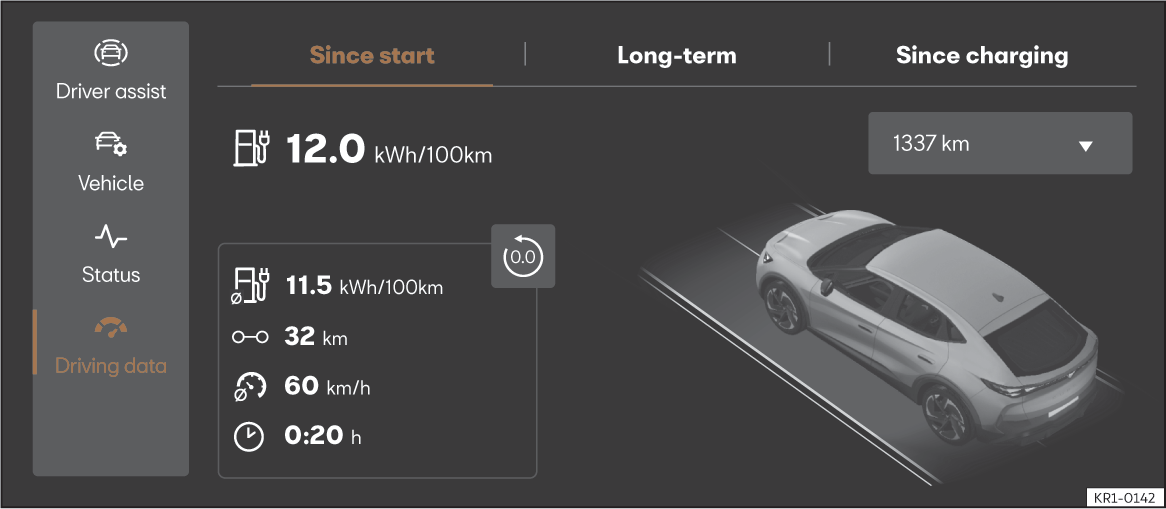 Driver assist
Vehicle
Status
Driving data
Since start
Long-term
Since charging
12.0 kWh/100km
1337 km
0.0
11.5 kWh/100km
32 km
60 km/h
0:20 h
KR1-0142